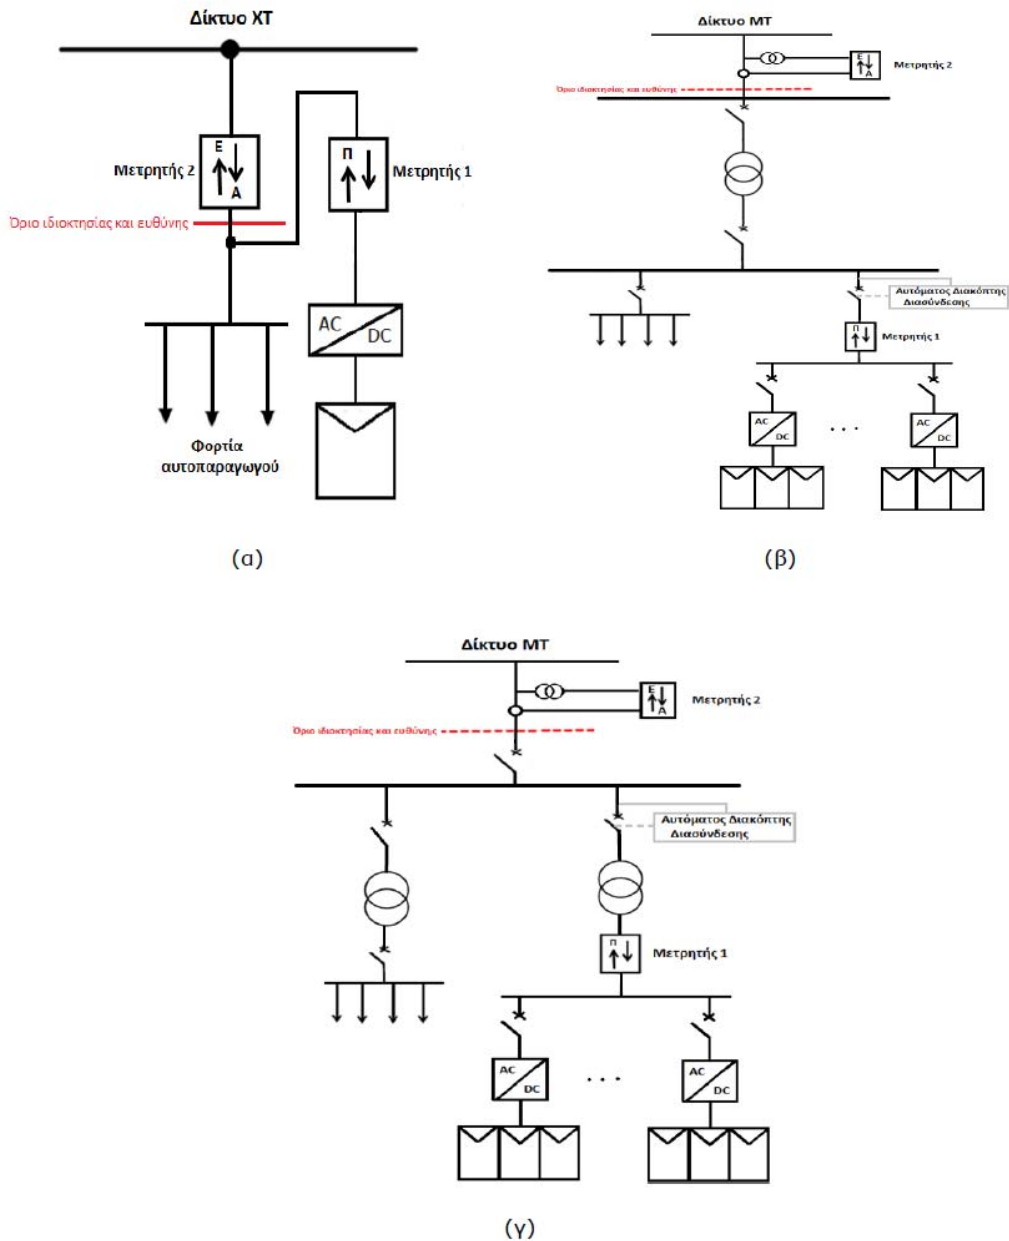 Δίκτυο ΧΤ
Ε
Α
Μετρητής 2
Π
Μετρητής 1
Όριο ιδιοκτησίας και ευθύνης
AC
DC
Φορτία
αυτοπαραγωγού
(α)
Δίκτυο ΜΤ
Ε
Α
Μετρητής 2
Όριο ιδιοκτησίας και ευθύνης
Αυτόματος Διακόπτης
Διασύνδεσης
Π
Μετρητής 1
AC
DC
. . .
AC
DC
(β)
Δίκτυο ΜΤ
Ε
Α
Μετρητής 2
Όριο ιδιοκτησίας και ευθύνης
Αυτόματος Διακόπτης
Διασύνδεσης
Π
Μετρητής 1
AC
DC
. . .
AC
DC
(γ)